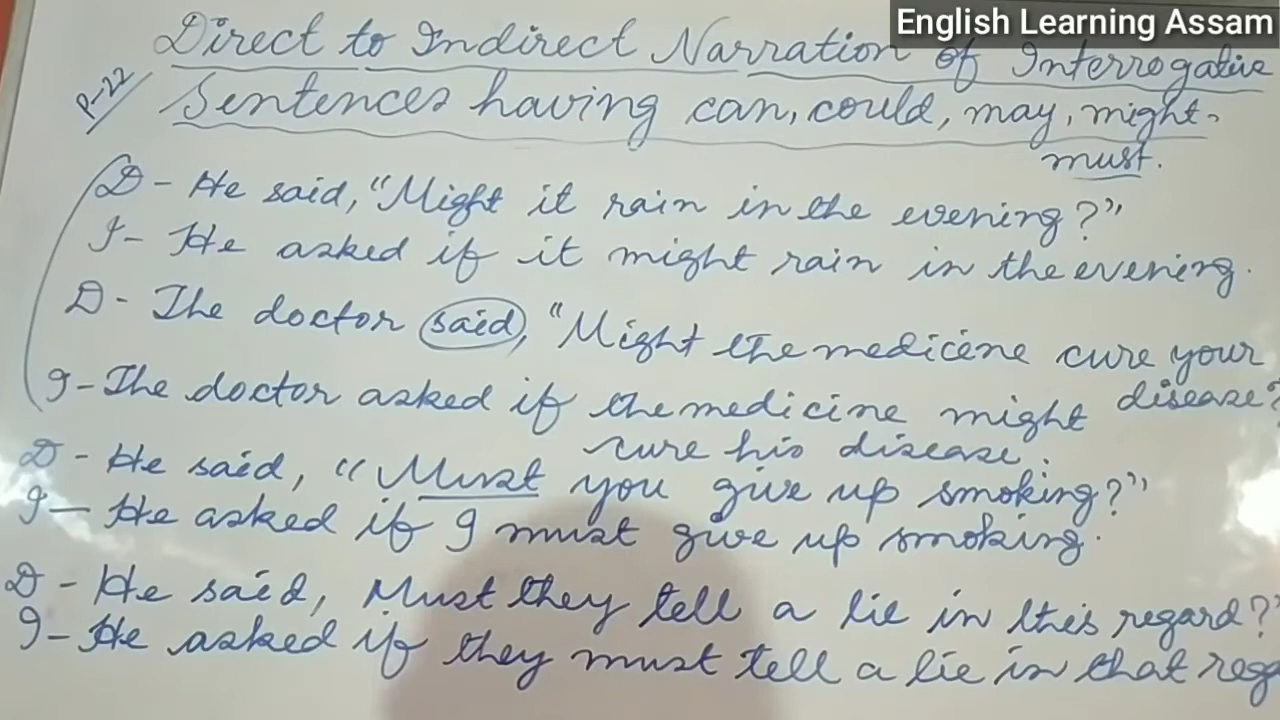 English Learning Assam
Direct to Indirect Narration of Interrogative
P-22
Sentences having can, could, may, might,
must.
D - He said, "Might it rain in the evening?"
I - He asked if it might rain in the evening.
D - The doctor said, "Might the medicine cure your
disease?
I - The doctor asked if the medicine might
cure his disease.
D - He said, "Must you give up smoking?"
I - He asked if I must give up smoking.
D - He said, Must they tell a lie in this regard?"
I - He asked if they must tell a lie in that rega